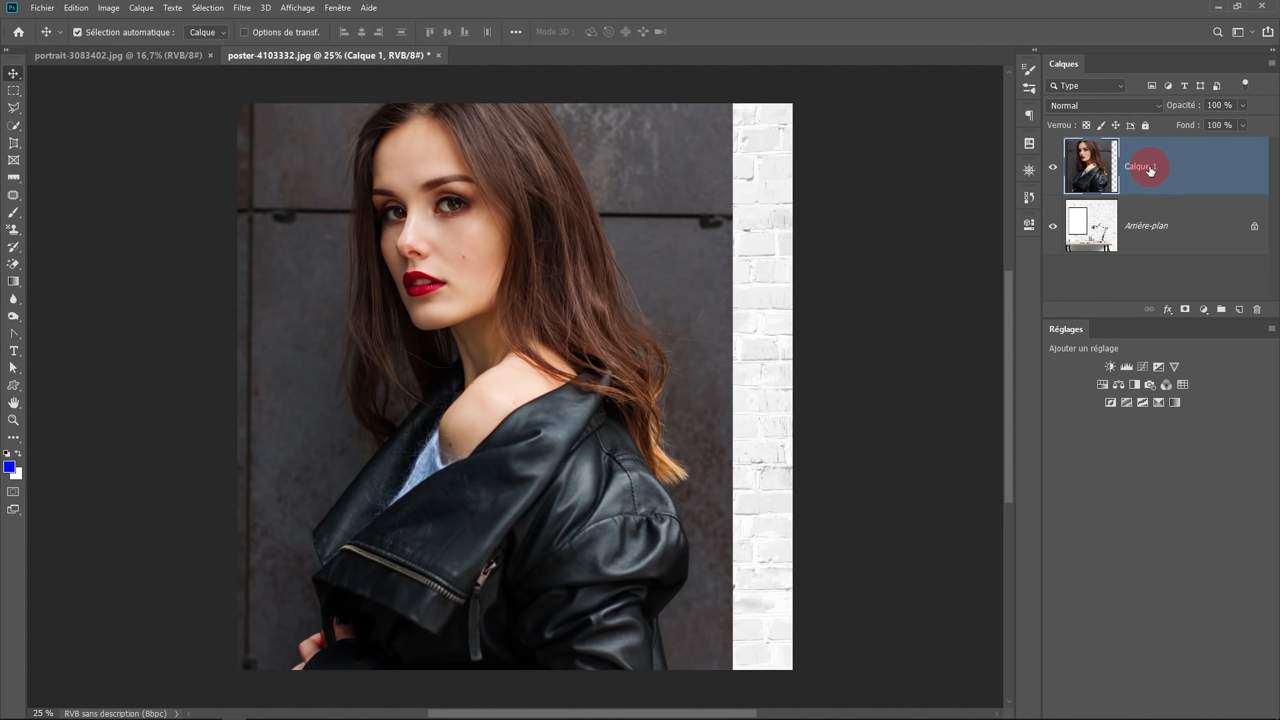 Ps Fichier Edition Image Calque Texte Sélection Filtre 3D Affichage Fenêtre Aide
Sélection automatique : Calque Options de transf. Mode 3D :
portrait-3083402.jpg @ 16,7% (RVB/8#) × poster-4103332.jpg @ 25% (Calque 1, RVB/8#) * ×
Calques
Type
Normal Opacité : 100 %
Verrou : Fond : 100 %
Calque 1
Arrière-plan
Réglages
Ajouter un réglage
25 % RVB sans description (8bpc)